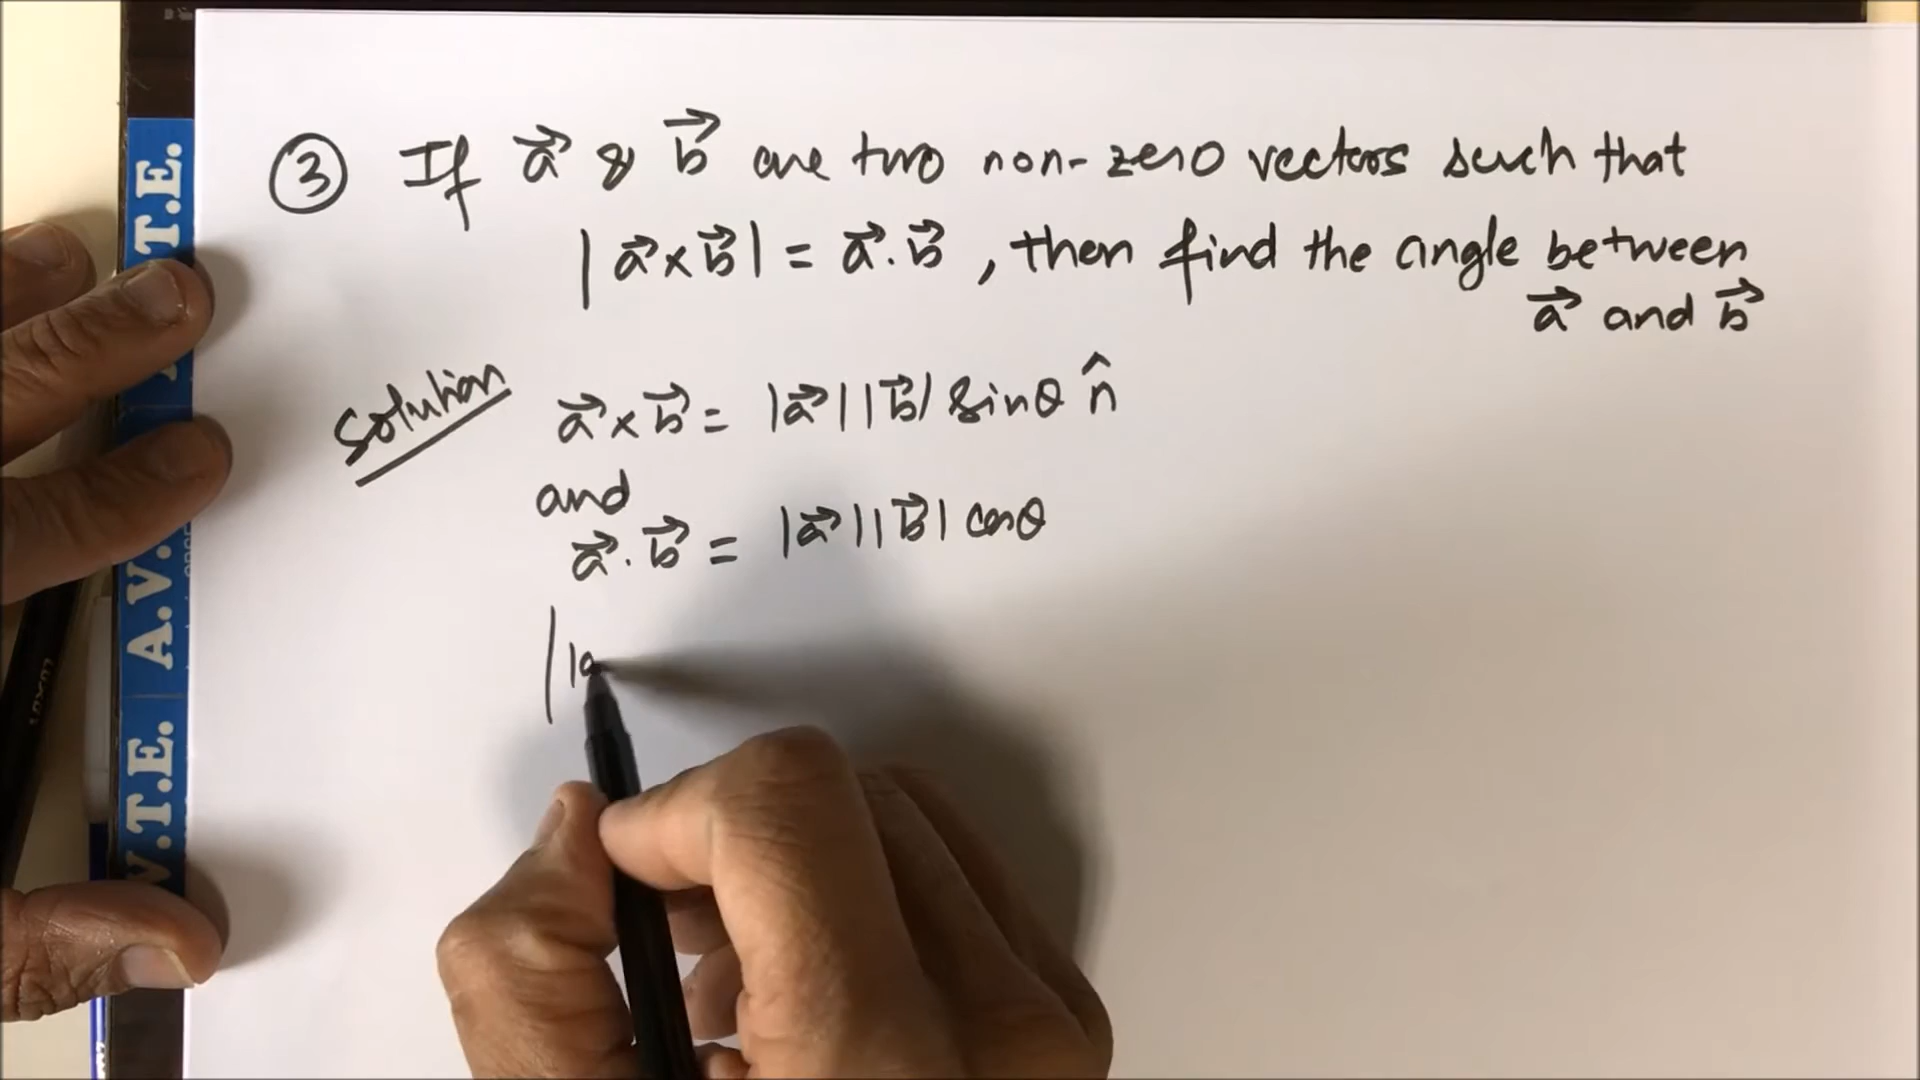 ③ If a⃗ & b⃗ are two non-zero vectors such that
|a⃗×b⃗| = a⃗.b⃗, then find the angle between
a⃗ and b⃗
Solution
a⃗×b⃗ = |a⃗||b⃗| sinθ n̂
and
a⃗.b⃗ = |a⃗||b⃗| cosθ
||a
T.E.
A.V.
V.T.E.